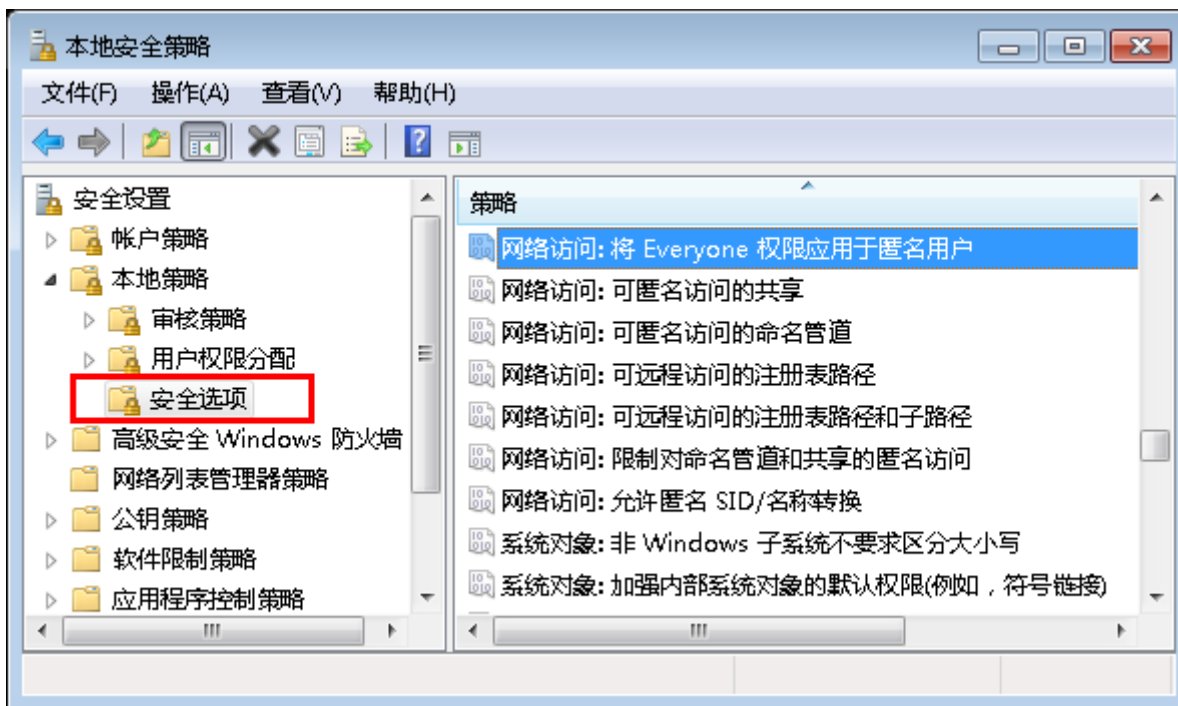 本地安全策略
文件(F) 操作(A) 查看(V) 帮助(H)
安全设置
帐户策略
本地策略
审核策略
用户权限分配
安全选项
高级安全 Windows 防火墙
网络列表管理器策略
公钥策略
软件限制策略
应用程序控制策略
策略
网络访问: 将 Everyone 权限应用于匿名用户
网络访问: 可匿名访问的共享
网络访问: 可匿名访问的命名管道
网络访问: 可远程访问的注册表路径
网络访问: 可远程访问的注册表路径和子路径
网络访问: 限制对命名管道和共享的匿名访问
网络访问: 允许匿名 SID/名称转换
系统对象: 非 Windows 子系统不要求区分大小写
系统对象: 加强内部系统对象的默认权限(例如，符号链接)